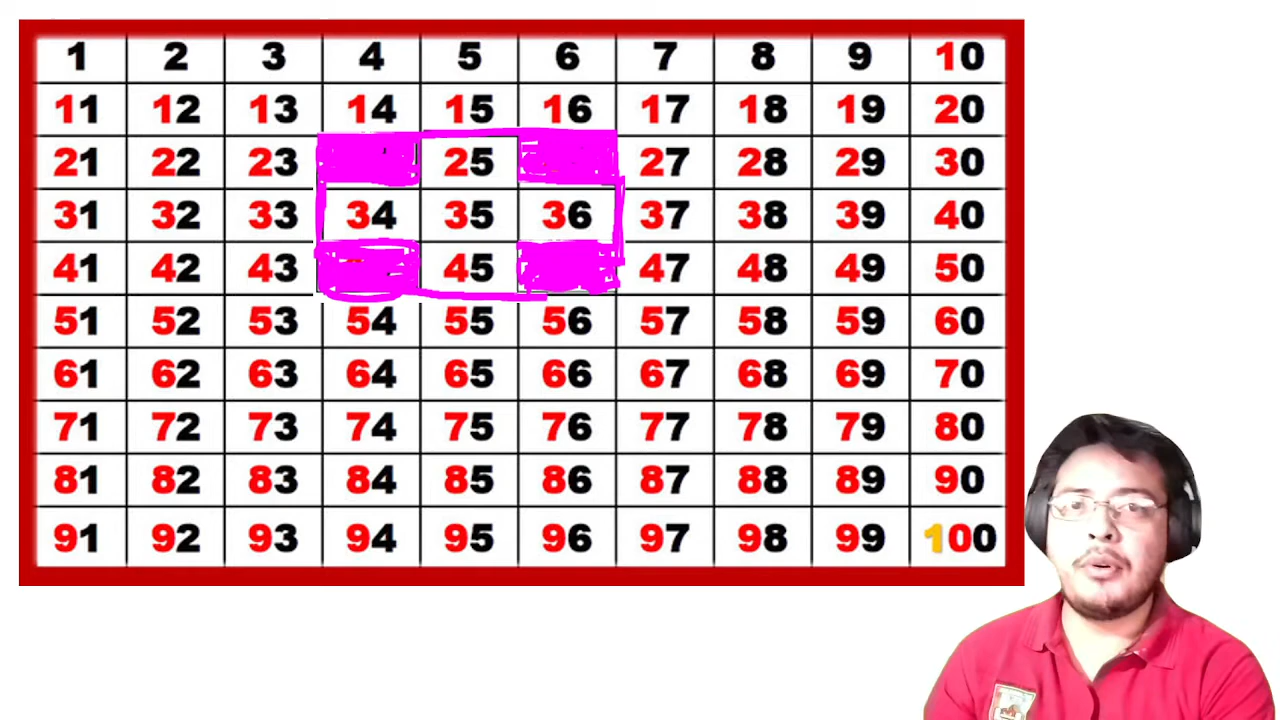 1 2 3 4 5 6 7 8 9 10
11 12 13 14 15 16 17 18 19 20
21 22 23 25 27 28 29 30
31 32 33 34 35 36 37 38 39 40
41 42 43 45 47 48 49 50
51 52 53 54 55 56 57 58 59 60
61 62 63 64 65 66 67 68 69 70
71 72 73 74 75 76 77 78 79 80
81 82 83 84 85 86 87 88 89 90
91 92 93 94 95 96 97 98 99 100